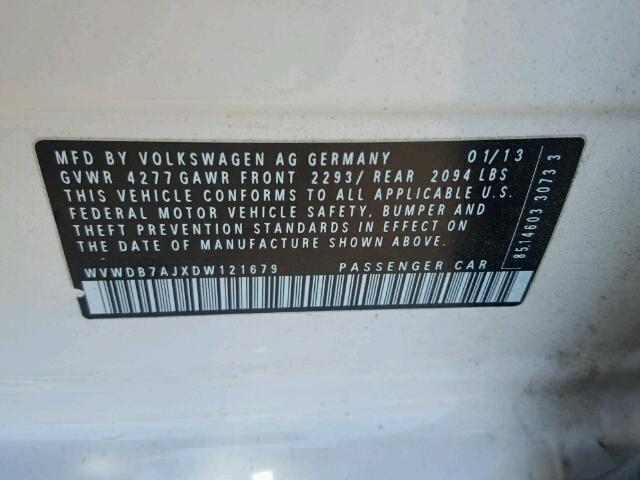 MFD BY VOLKSWAGEN AG GERMANY 01/13
GVWR 4277 GAWR FRONT 2293/ REAR 2094 LBS
THIS VEHICLE CONFORMS TO ALL APPLICABLE U.S.
FEDERAL MOTOR VEHICLE SAFETY, BUMPER AND
THEFT PREVENTION STANDARDS IN EFFECT ON
THE DATE OF MANUFACTURE SHOWN ABOVE.
WVWDB7AJXDW121679 PASSENGER CAR
8514603 3073 3